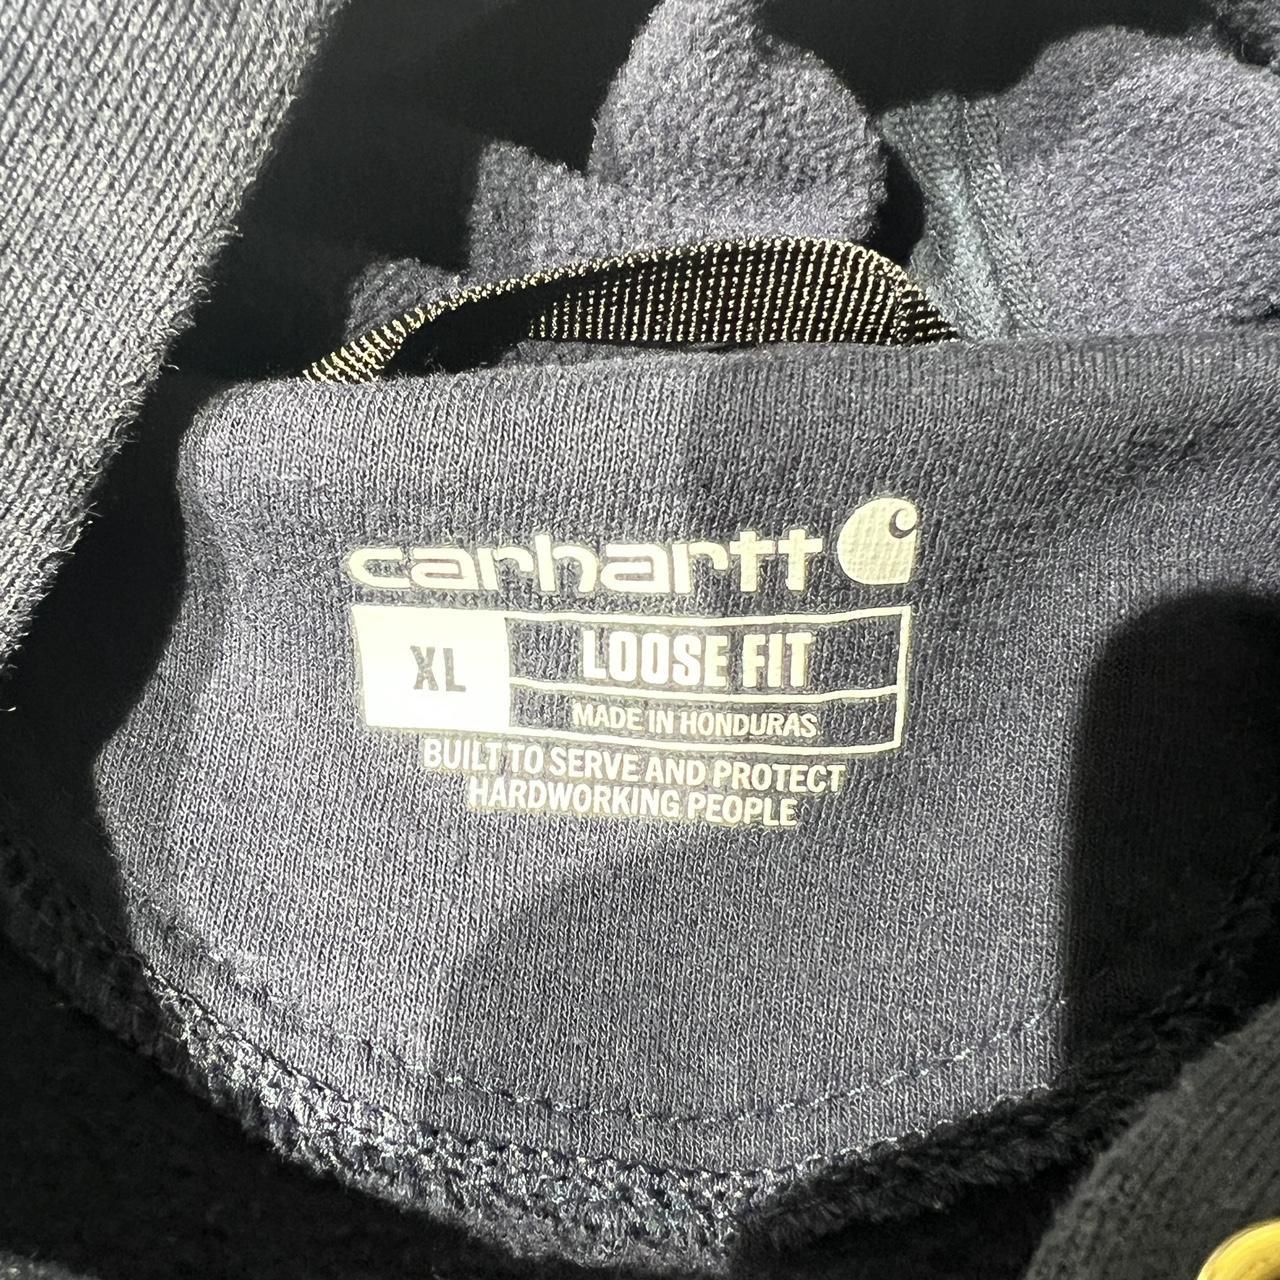 carhartt
XL
LOOSE FIT
MADE IN HONDURAS
BUILT TO SERVE AND PROTECT
HARDWORKING PEOPLE